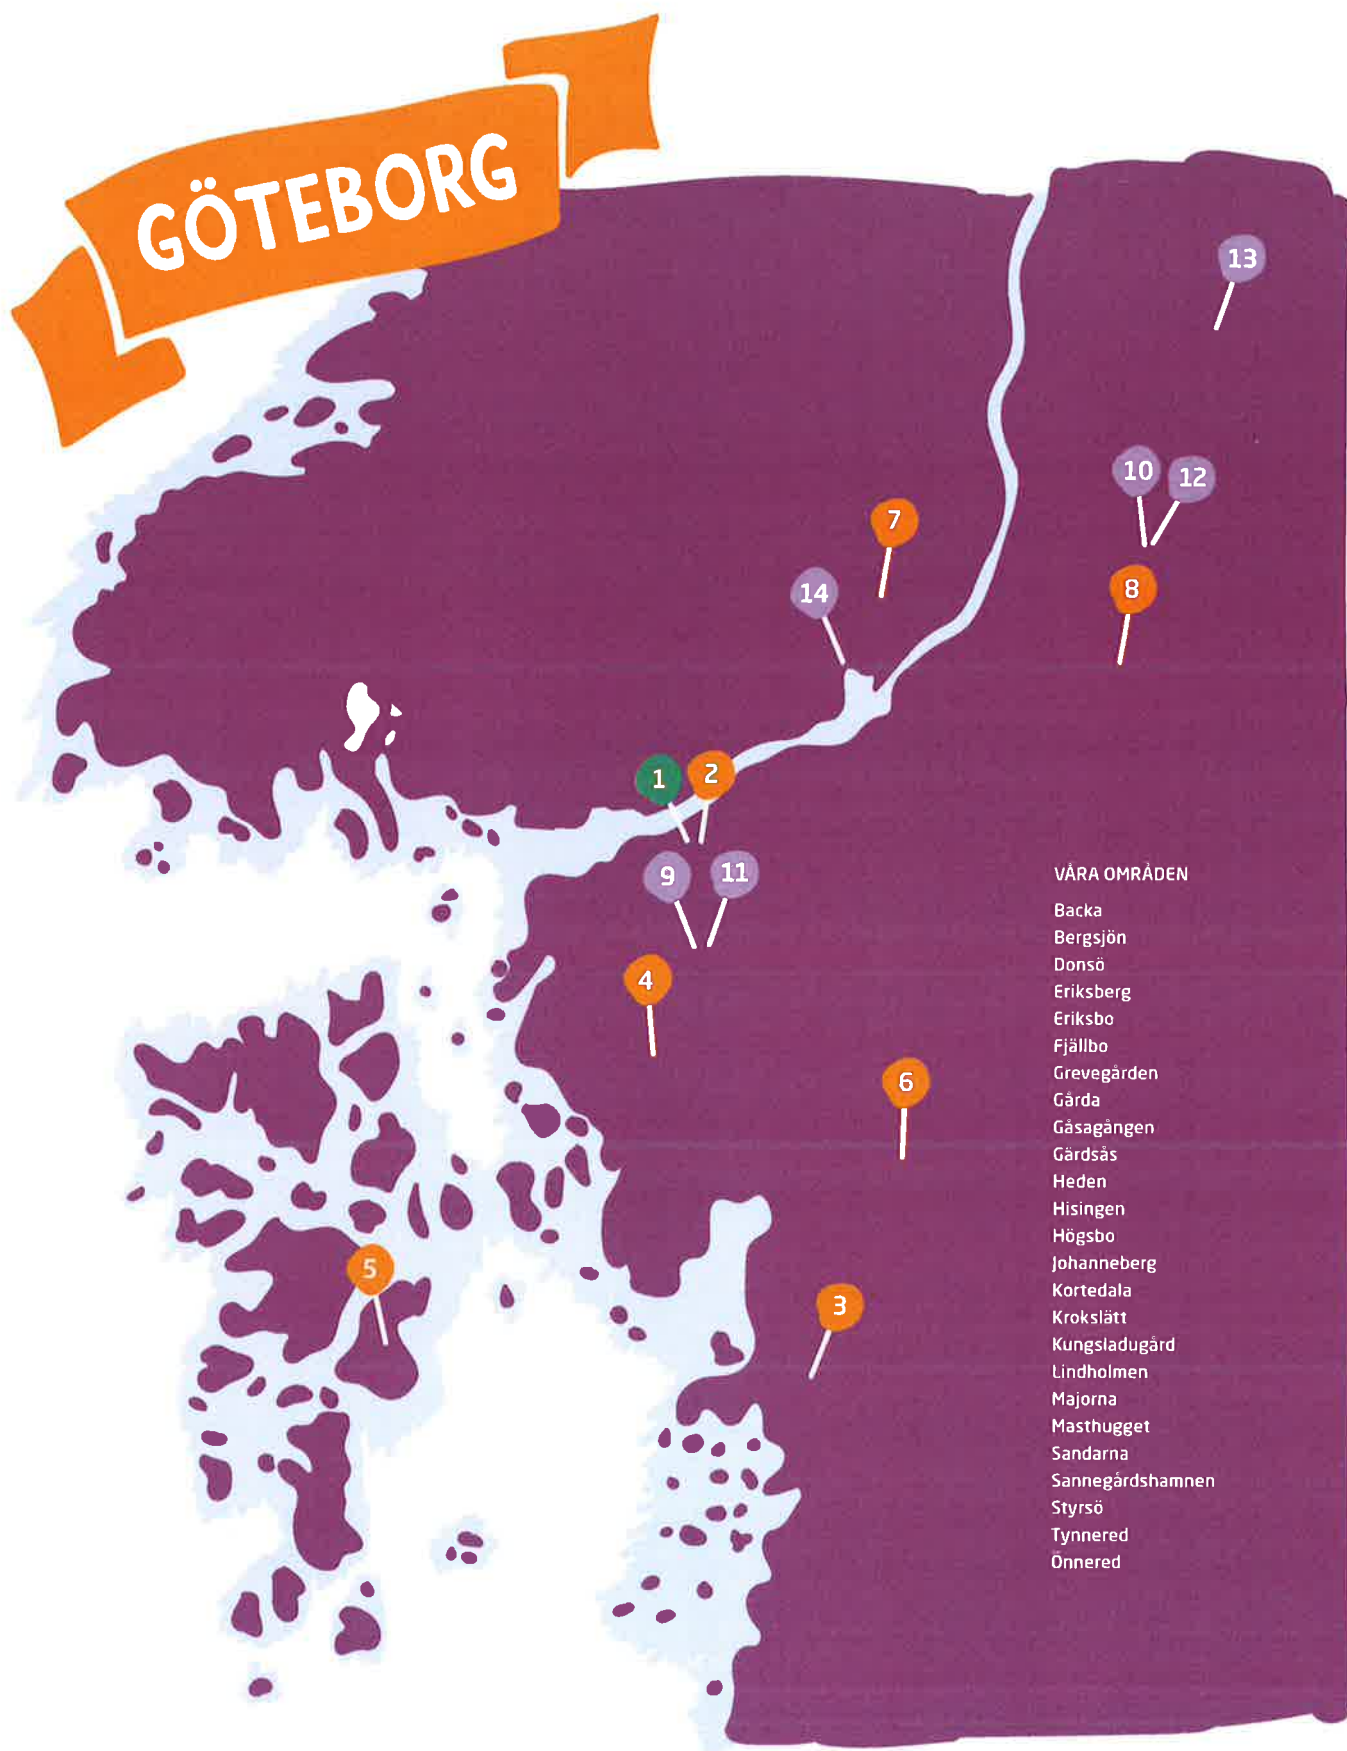 GÖTEBORG
13
10
12
7
8
14
1
2
9
11
4
6
5
3
VÅRA OMRÅDEN
Backa
Bergsjön
Donsö
Eriksberg
Eriksbo
Fjällbo
Grevegården
Gårda
Gåsagången
Gärdsås
Heden
Hisingen
Högsbo
Johanneberg
Kortedala
Krokslätt
Kungsladugård
Lindholmen
Majorna
Masthugget
Sandarna
Sannegårdshamnen
Styrsö
Tynnered
Önnered